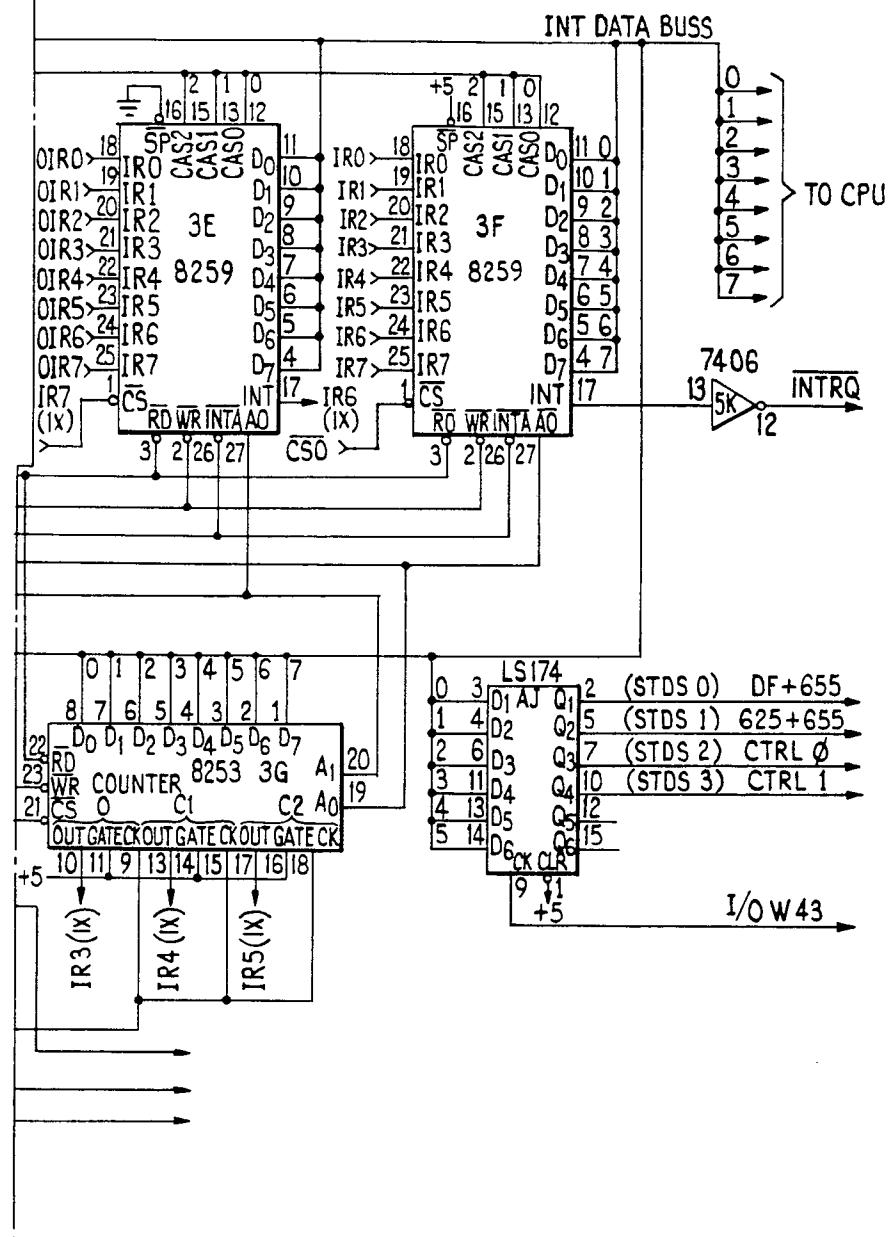 INT DATA BUSS
2 1 0
+5 2 1 0
16 15 13 12
16 15 13 12
SP CAS2 CAS1 CAS0
SP CAS2 CAS1 CAS0
0IR0 18 IR0 D0 11
0IR1 19 IR1 D1 10
0IR2 20 IR2 D2 9
0IR3 21 IR3 D3 8
0IR4 22 IR4 D4 7
0IR5 23 IR5 D5 6
0IR6 24 IR6 D6 5
0IR7 25 IR7 D7 4
3E
8259
IR7
(1X)
1 CS INT 17
RD WR INTA A0
3 2 26 27
IR0 18 IR0 D0 11 0
IR1 19 IR1 D1 10 1
IR2 20 IR2 D2 9 2
IR3 21 IR3 D3 8 3
IR4 22 IR4 D4 7 4
IR5 23 IR5 D5 6 5
IR6 24 IR6 D6 5 6
IR7 25 IR7 D7 4 7
3F
8259
IR6
(1X)
CS0
1 CS INT 17
RD WR INTA A0
3 2 26 27
0
1
2
3
4
5
6
7
TO CPU
7406
13 5K 12
INTRQ
0 1 2 3 4 5 6 7
8 7 6 5 4 3 2 1
D0 D1 D2 D3 D4 D5 D6 D7
22 RD
8253 3G
A1 20
23 WR
COUNTER
A0 19
21 CS
0 C1 C2
OUT GATE CK OUT GATE CK OUT GATE CK
10 11 9 13 14 15 17 16 18
+5
IR3(1X)
IR4(1X)
IR5(1X)
LS174
AJ
0 3 D1 Q1 2 (STDS 0) DF+655
1 4 D2 Q2 5 (STDS 1) 625+655
2 6 D3 Q3 7 (STDS 2) CTRL Ø
3 11 D4 Q4 10 (STDS 3) CTRL 1
4 13 D5 Q5 12
5 14 D6 Q6 15
CK CLR
9 1
+5
I/O W43